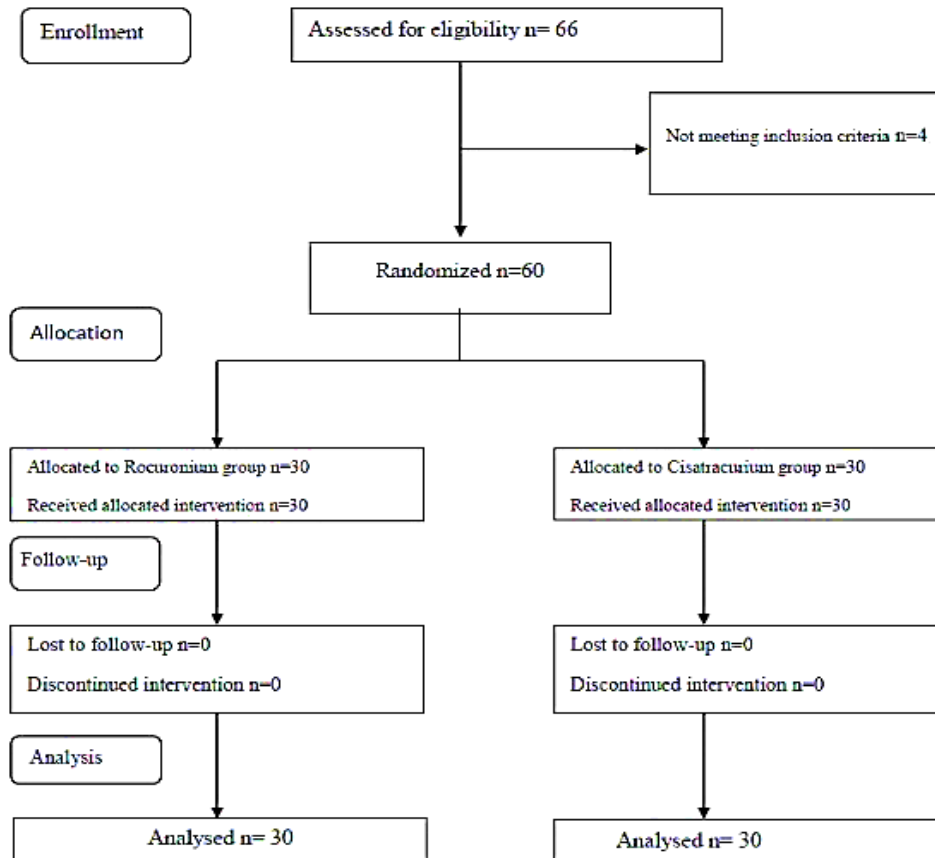 Enrollment
Assessed for eligibility n= 66
Not meeting inclusion criteria n=4
Randomized n=60
Allocation
Allocated to Rocuronium group n=30
Received allocated intervention n=30
Allocated to Cisatracurium group n=30
Received allocated intervention n=30
Follow-up
Lost to follow-up n=0
Discontinued intervention n=0
Lost to follow-up n=0
Discontinued intervention n=0
Analysis
Analysed n= 30
Analysed n= 30